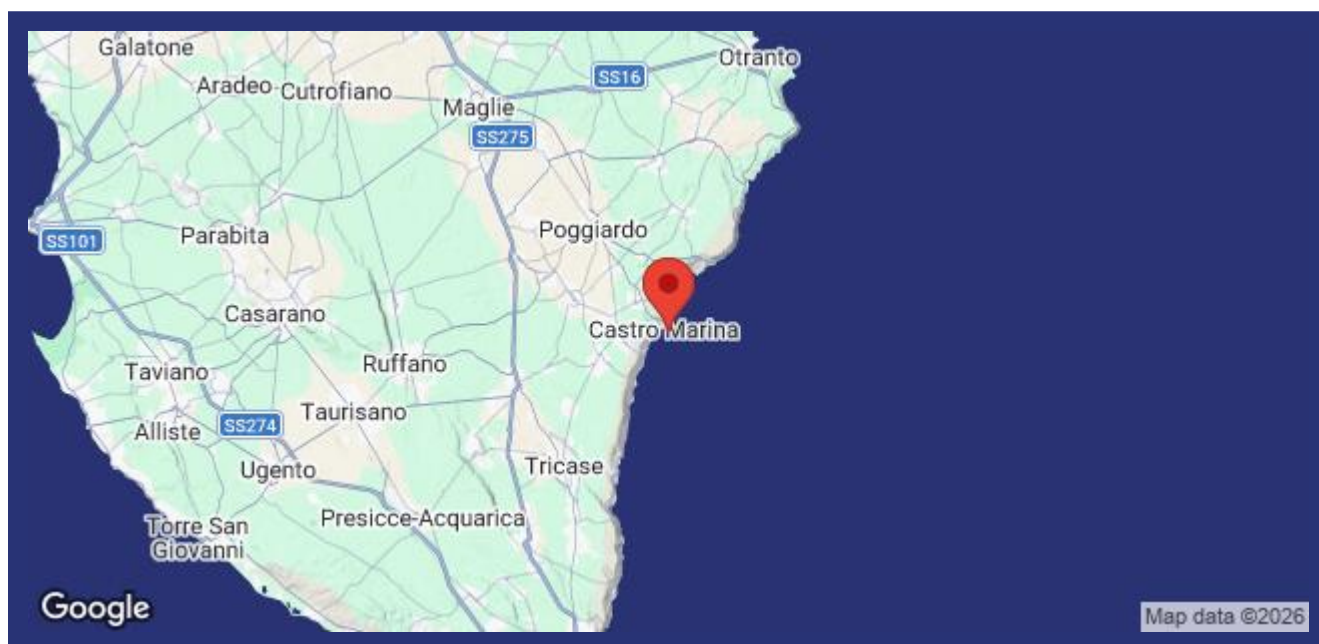 Galatone
Otranto
SS16
Aradeo
Cutrofiano
Maglie
SS275
Poggiardo
Parabita
SS101
Casarano
Castro Marina
Ruffano
Taviano
Taurisano
SS274
Alliste
Ugento
Tricase
Presicce-Acquarica
Torre San
Giovanni
Google
Map data ©2026